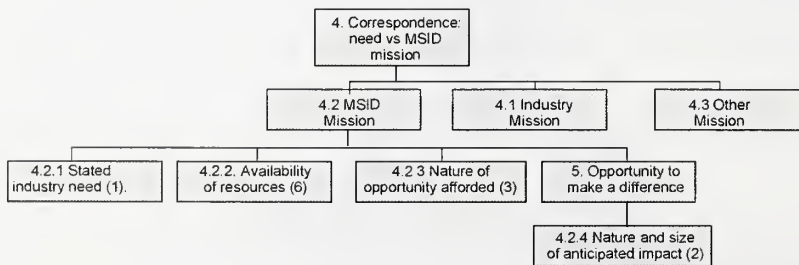 4. Correspondence:
need vs MSID
mission
4.2 MSID
Mission
4.1 Industry
Mission
4.3 Other
Mission
4.2.1 Stated
industry need (1).
4.2.2. Availability
of resources (6)
4.2 3 Nature of
opportunity afforded (3)
5. Opportunity to
make a difference
4.2.4 Nature and size
of anticipated impact (2)